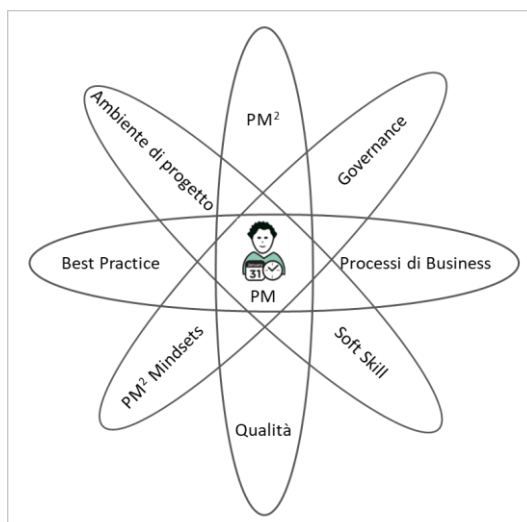 PM²
Ambiente di progetto
Governance
Best Practice
31
PM
Processi di Business
PM² Mindsets
Soft Skill
Qualità